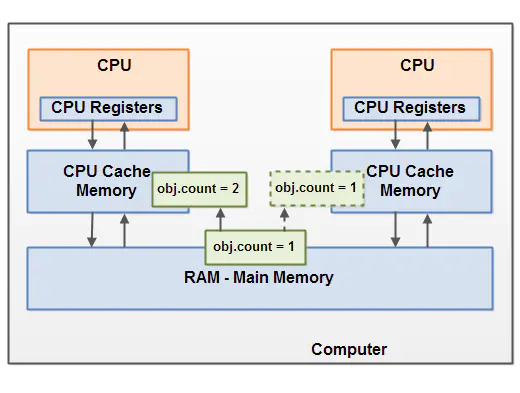 CPU
CPU
CPU Registers
CPU Registers
CPU Cache
Memory
CPU Cache
Memory
obj.count = 2
obj.count = 1
obj.count = 1
RAM - Main Memory
Computer